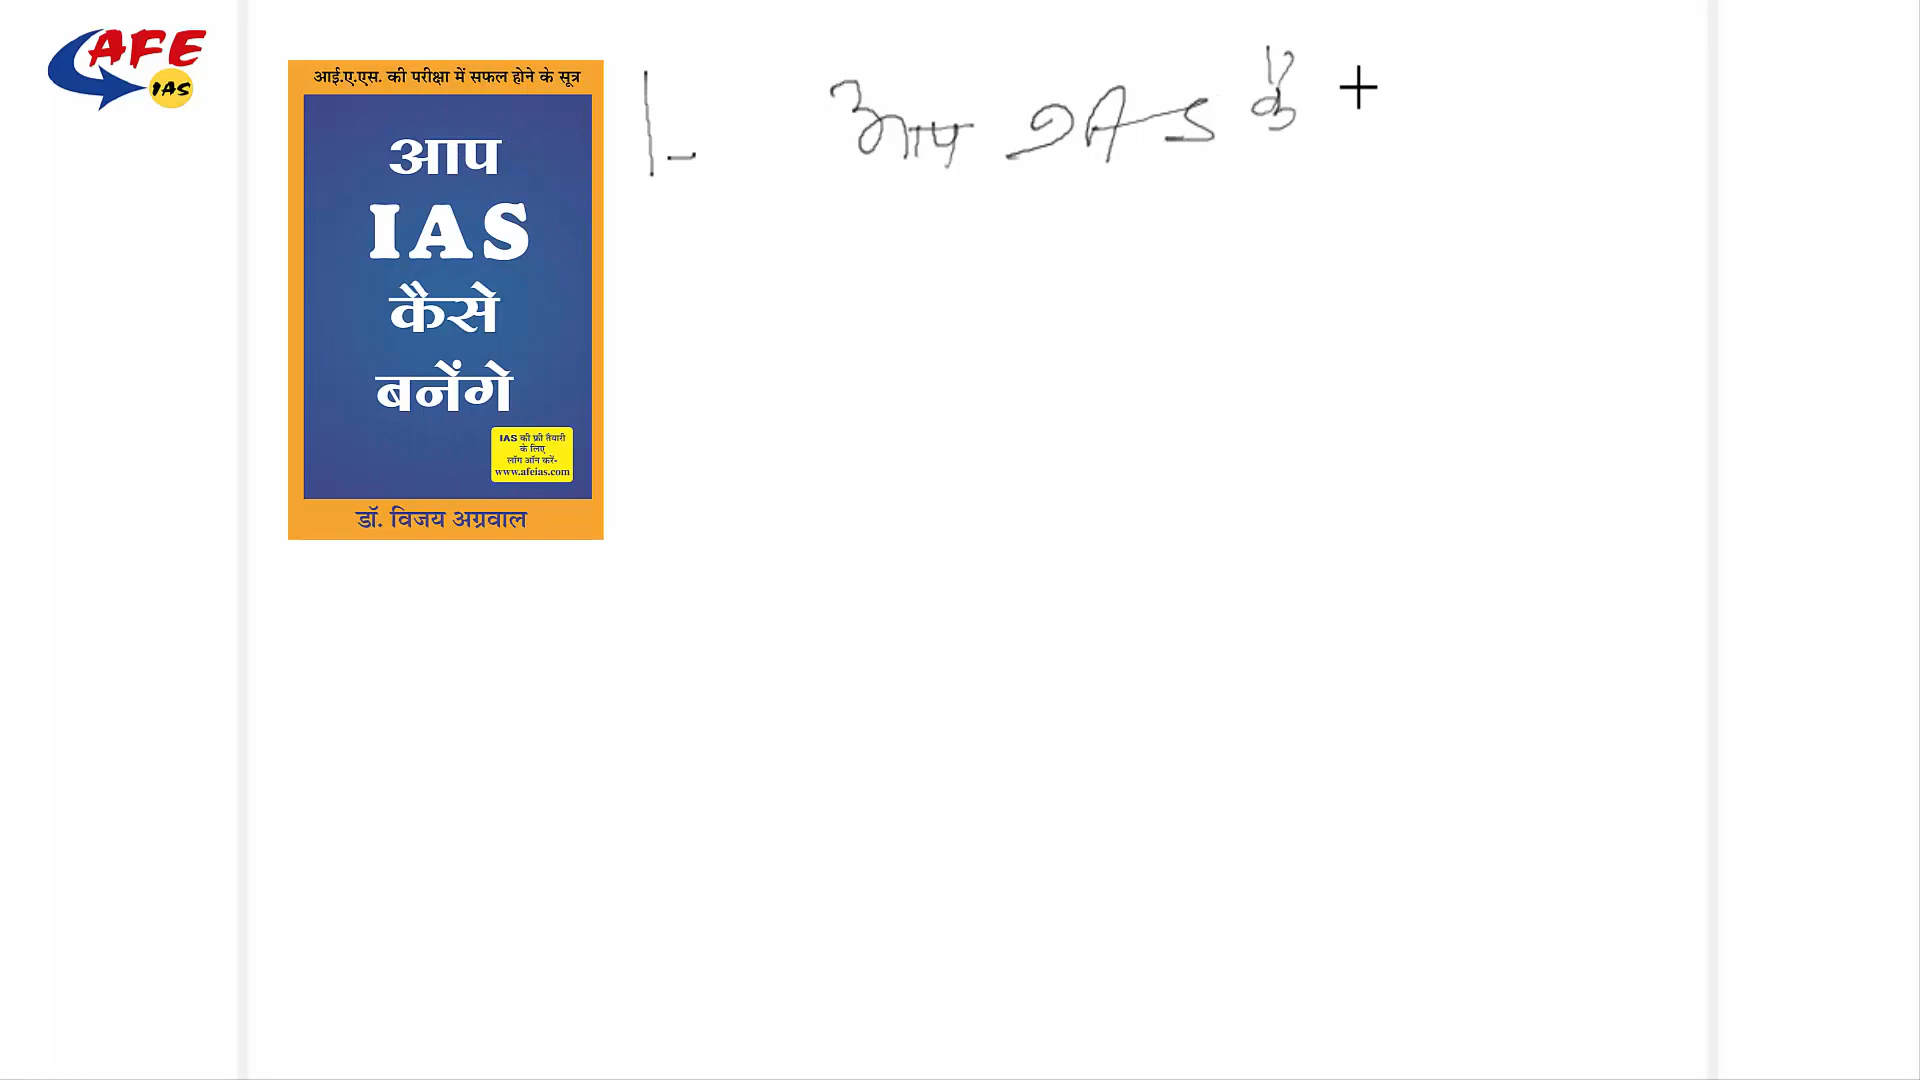 AFE
IAS
आई.ए.एस. की परीक्षा में सफल होने के सूत्र
आप
IAS
कैसे
बनेंगे
IAS की फ्री तैयारी
के लिए
लॉग ऑन करें-
www.afeias.com
डॉ. विजय अग्रवाल
1- आप IAS कै